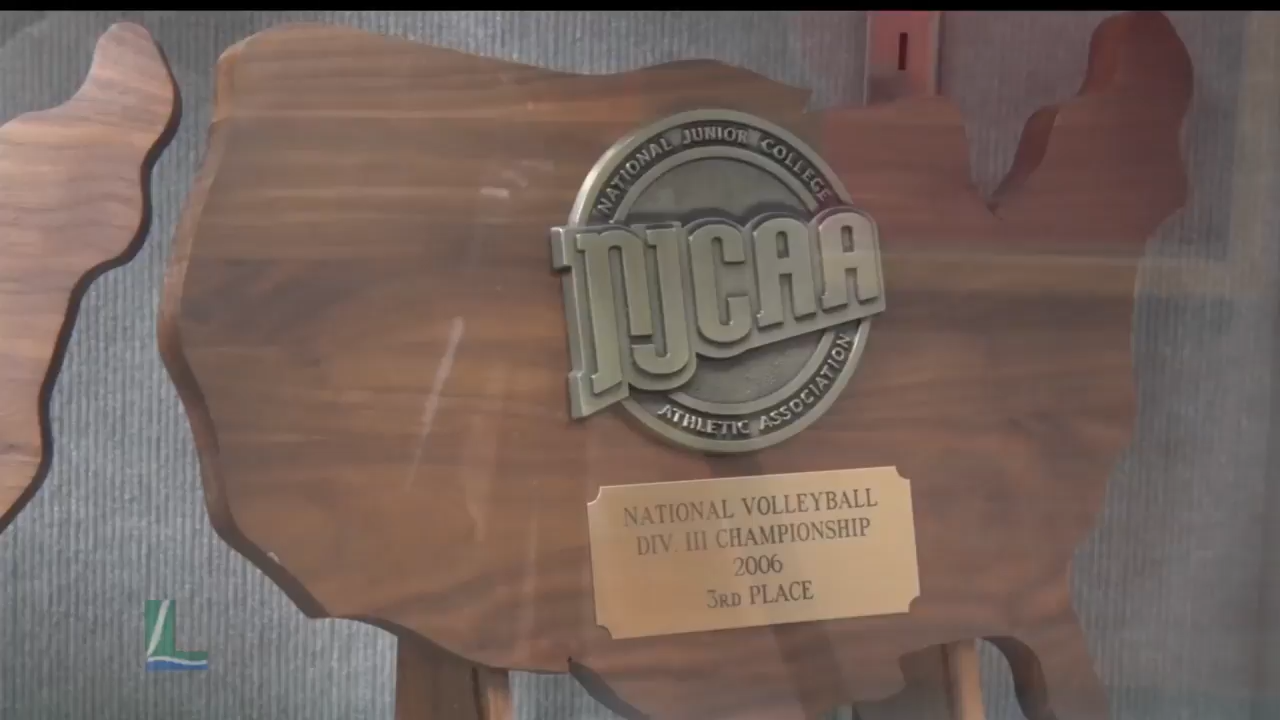 NATIONAL JUNIOR COLLEGE
NJCAA
ATHLETIC ASSOCIATION
NATIONAL VOLLEYBALL
DIV. III CHAMPIONSHIP
2006
3RD PLACE
L